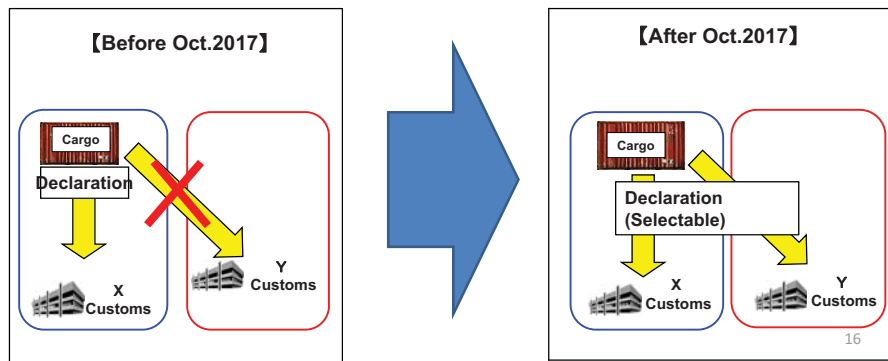 【Before Oct.2017】
Cargo
Declaration
X
Customs
Y
Customs
【After Oct.2017】
Cargo
Declaration
(Selectable)
X
Customs
Y
Customs
16